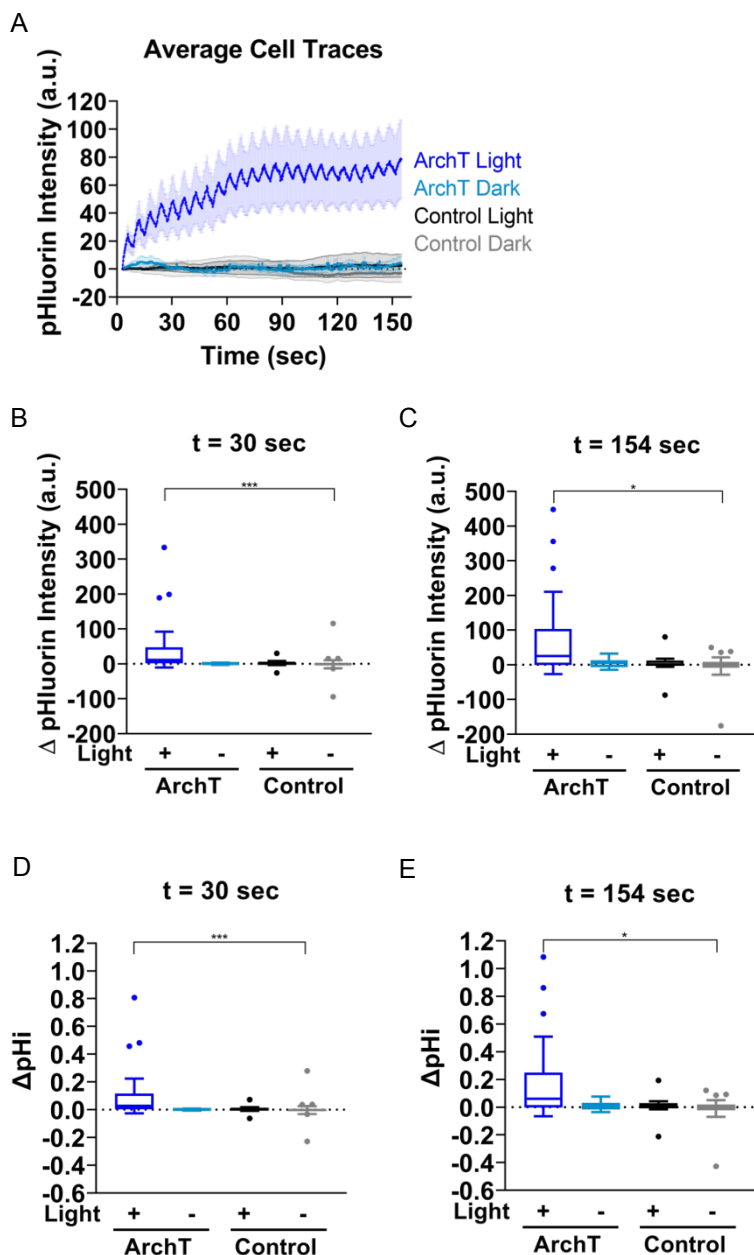 A
Average Cell Traces
pHluorin Intensity (a.u.)
120
100
80
60
40
20
0
-20
0 30 60 90 120 150
Time (sec)
ArchT Light
ArchT Dark
Control Light
Control Dark
B
t = 30 sec
Δ pHluorin Intensity (a.u.)
500
400
300
200
100
0
-100
-200
***
Light + - + -
ArchT Control
C
t = 154 sec
Δ pHluorin Intensity (a.u.)
500
400
300
200
100
0
-100
-200
*
Light + - + -
ArchT Control
D
t = 30 sec
ΔpHi
1.2
1.0
0.8
0.6
0.4
0.2
0.0
-0.2
-0.4
-0.6
***
Light + - + -
ArchT Control
E
t = 154 sec
ΔpHi
1.2
1.0
0.8
0.6
0.4
0.2
0.0
-0.2
-0.4
-0.6
*
Light + - + -
ArchT Control